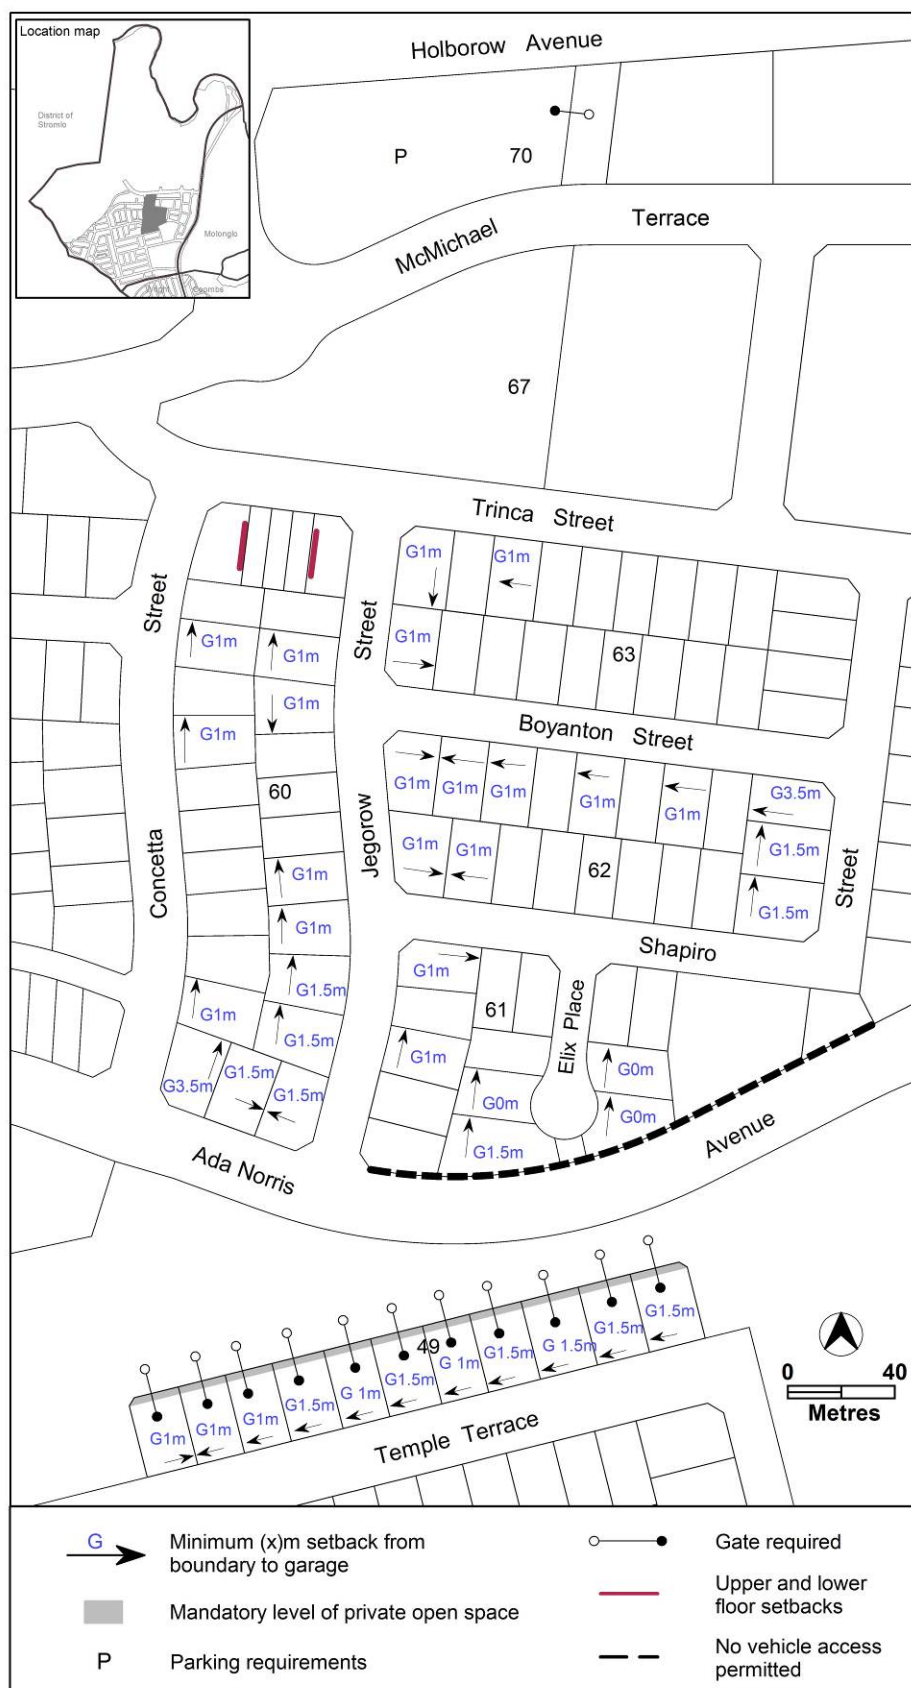 Location map
District of
Stromlo
Molonglo
Coombs
Holborow Avenue
P
70
McMichael
Terrace
67
Trinca Street
G1m
G1m
Street
Street
G1m
63
G1m
G1m
G1m
Boyanton Street
G1m
60
G1m
G1m
G1m
G1m
G1m
G3.5m
G1m
G1m
G1.5m
Concetta
Jegorow
G1m
62
Street
G1m
G1.5m
G1m
Shapiro
G1m
G1.5m
61
Elix Place
G1m
G1.5m
G1m
G0m
G3.5m
G1.5m
G1.5m
G0m
G0m
G1.5m
Avenue
Ada Norris
G1.5m
G1.5m
49
G 1.5m
G1.5m
G 1m
G1.5m
G 1m
G1.5m
G1m
G1m
G1m
Temple Terrace
0 40
Metres
G
Minimum (x)m setback from
boundary to garage
Mandatory level of private open space
P
Parking requirements
Gate required
Upper and lower
floor setbacks
No vehicle access
permitted